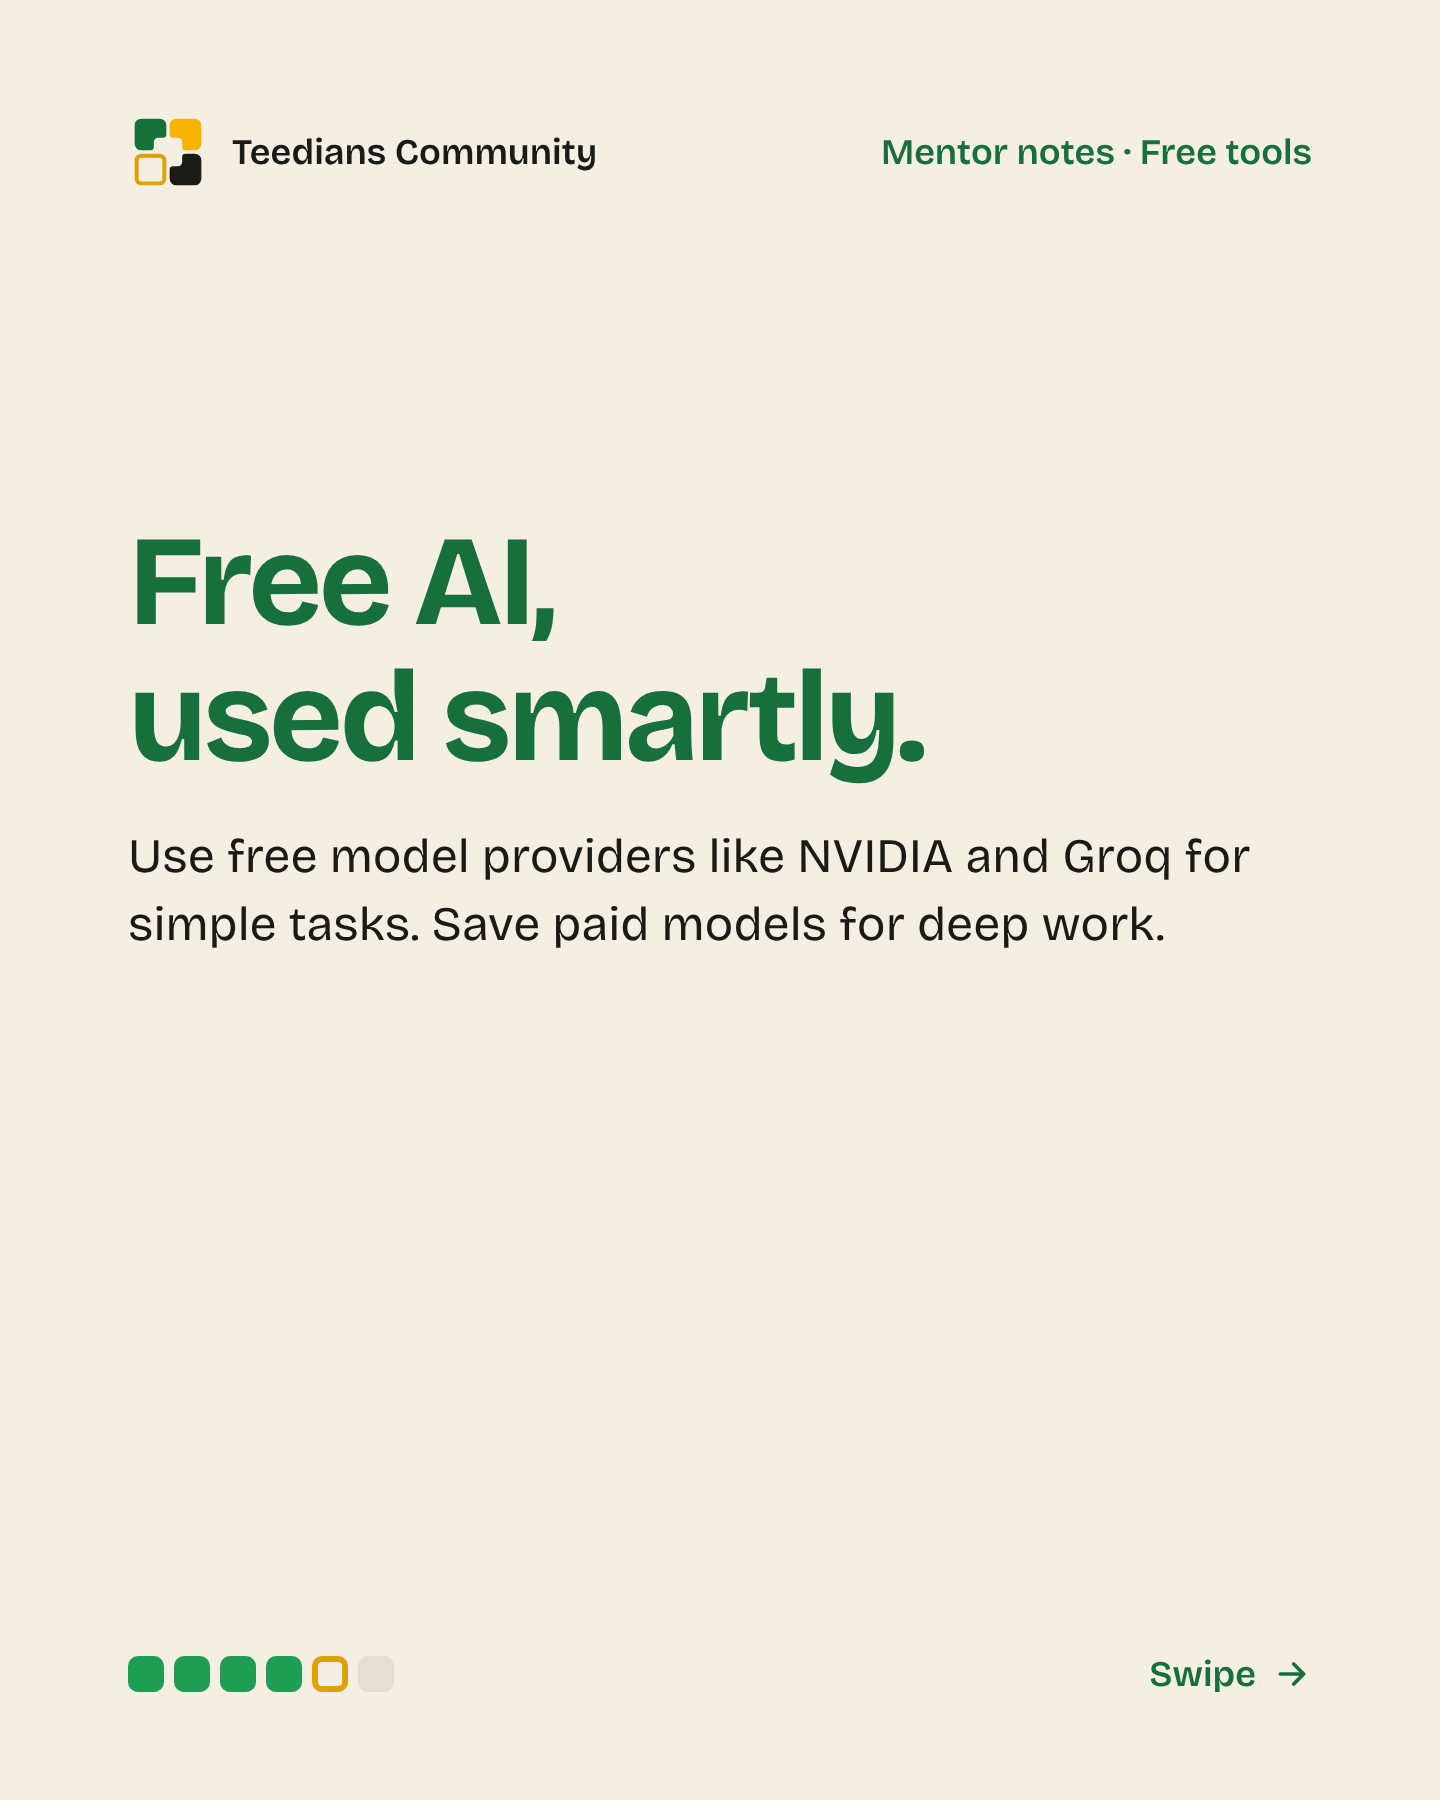 Teedians Community
Mentor notes · Free tools
Free AI,
used smartly.
Use free model providers like NVIDIA and Groq for
simple tasks. Save paid models for deep work.
Swipe →